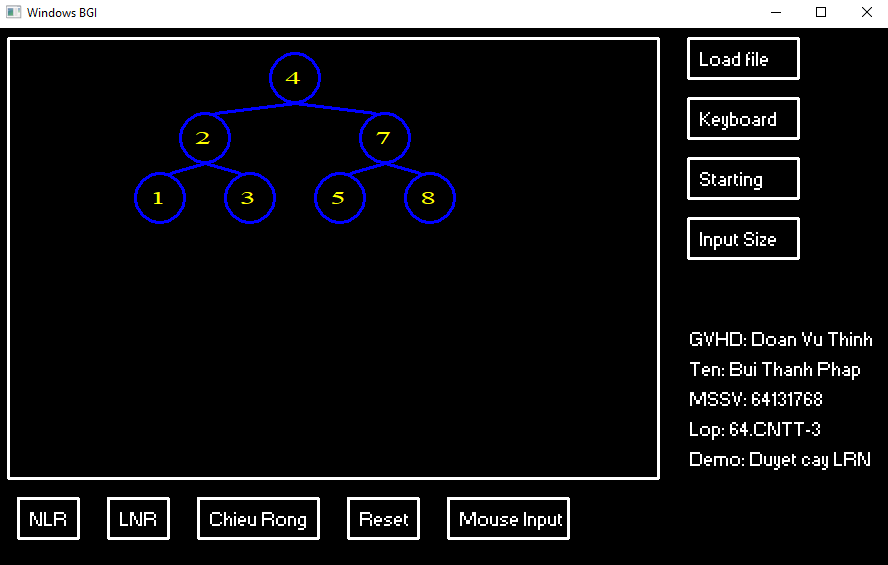 Windows BGI
4
2 7
1 3 5 8
Load file
Keyboard
Starting
Input Size
GVHD: Doan Vu Thinh
Ten: Bui Thanh Phap
MSSV: 64131768
Lop: 64.CNTT-3
Demo: Duyet cay LRN
NLR
LNR
Chieu Rong
Reset
Mouse Input